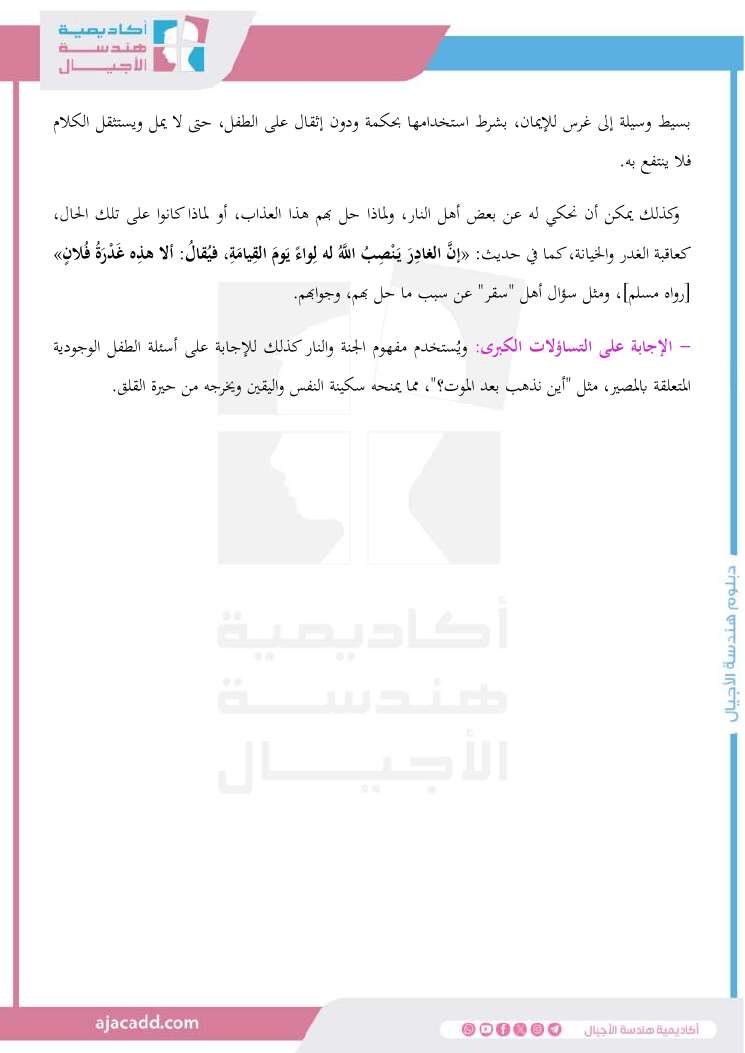 أكاديمية
هندسة
الأجيال
بسيط وسيلة إلى غرس للإيمان، بشرط استخدامها بحكمة ودون إثقال على الطفل، حتى لا يمل ويستثقل الكلام
فلا ينتفع به.
وكذلك يمكن أن نحكي له عن بعض أهل النار، ولماذا حل بهم هذا العذاب، أو لماذا كانوا على تلك الحال،
كعاقبة الغدر والخيانة، كما في حديث: «إنَّ الغادِرَ يَنْصِبُ اللَّهُ له لِواءً يَومَ القِيامَةِ، فيُقالُ: ألا هذِه غَدْرَةُ فُلانٍ»
[رواه مسلم]، ومثل سؤال أهل "سقر" عن سبب ما حل بهم، وجوابهم.
– الإجابة على التساؤلات الكبرى: ويُستخدم مفهوم الجنة والنار كذلك للإجابة على أسئلة الطفل الوجودية
المتعلقة بالمصير، مثل "أين نذهب بعد الموت؟"، مما يمنحه سكينة النفس واليقين ويخرجه من حيرة القلق.
أكاديمية
هندسة
الأجيال
دبلوم هندسة الأجيال
ajacadd.com
أكاديمية هندسة الأجيال